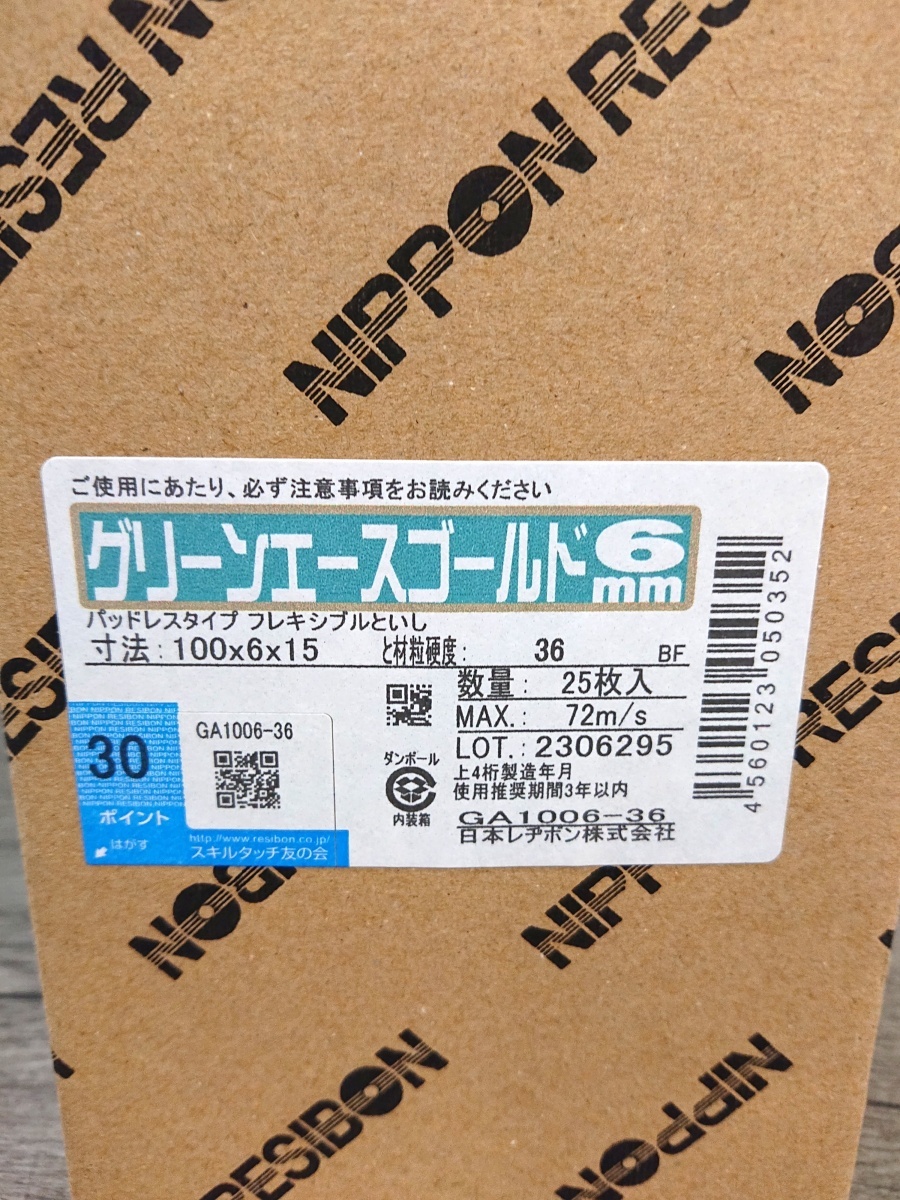 NIPPON RES
NIPPON
RESIB
NIPPON
ご使用にあたり、必ず注意事項をお読みください
グリーンエースゴールド6mm
パッドレスタイプ フレキシブルといし
寸法:100x6x15 と材粒硬度: 36 BF
数量: 25枚入
MAX.: 72m/s
LOT:2306295
上4桁製造年月
使用推奨期間3年以内
GA1006-36
日本レヂボン株式会社
ダンボール
内装箱
4560123050352
30
ポイント
はがす
GA1006-36
http://www.resibon.co.jp/
スキルタッチ友の会
RESIBON
NIPPON